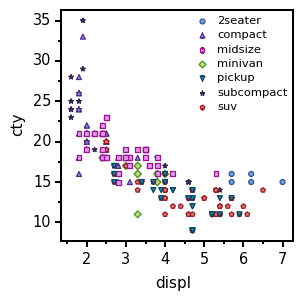 35
30
25
20
15
10
cty
2seater
compact
midsize
minivan
pickup
subcompact
suv
2 3 4 5 6 7
displ